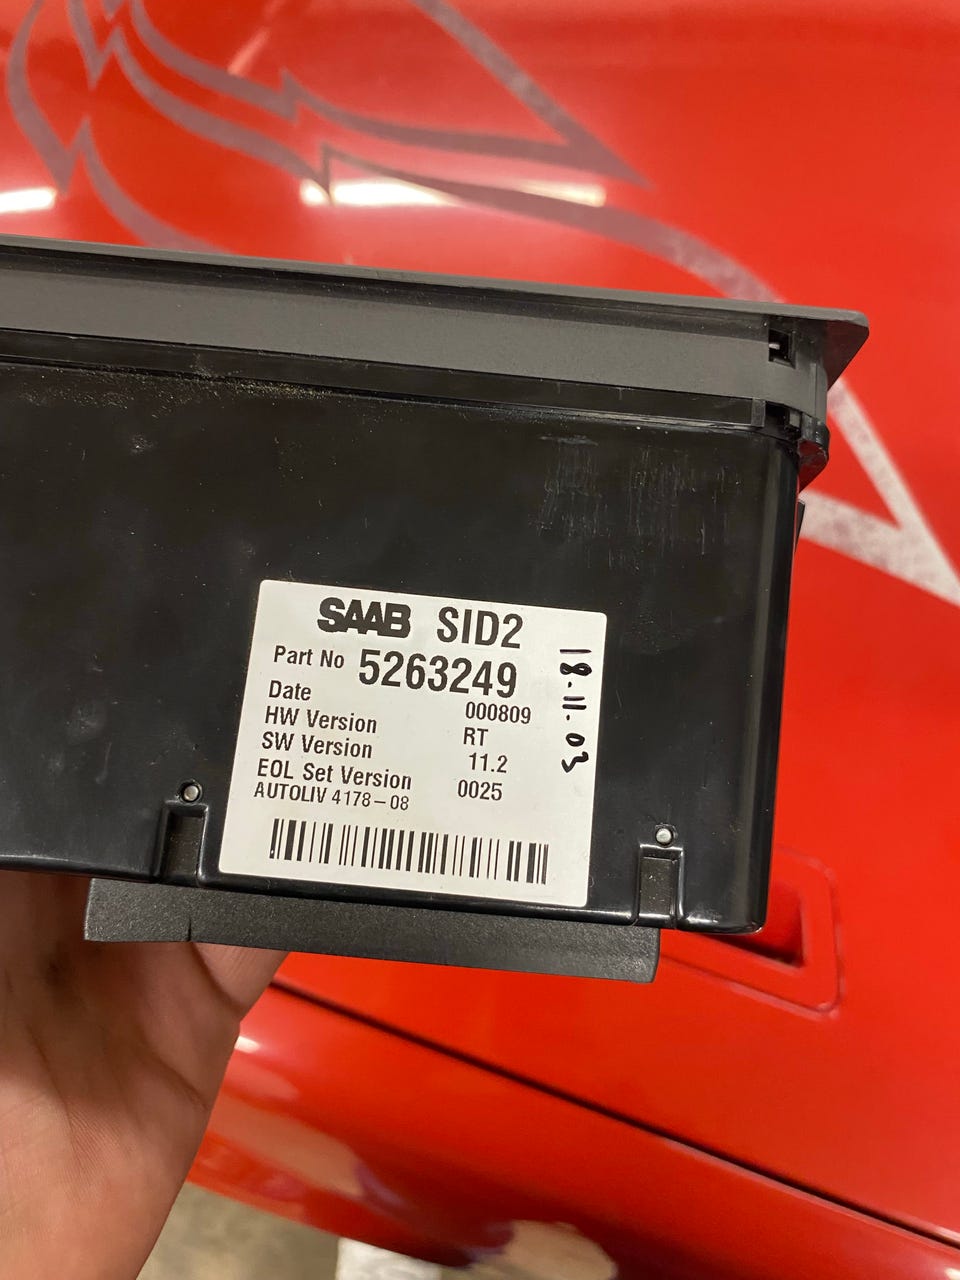 SAAB SID2
Part No 5263249
Date 000809
HW Version RT
SW Version 11.2
EOL Set Version 0025
AUTOLIV 4178-08
18.11.03